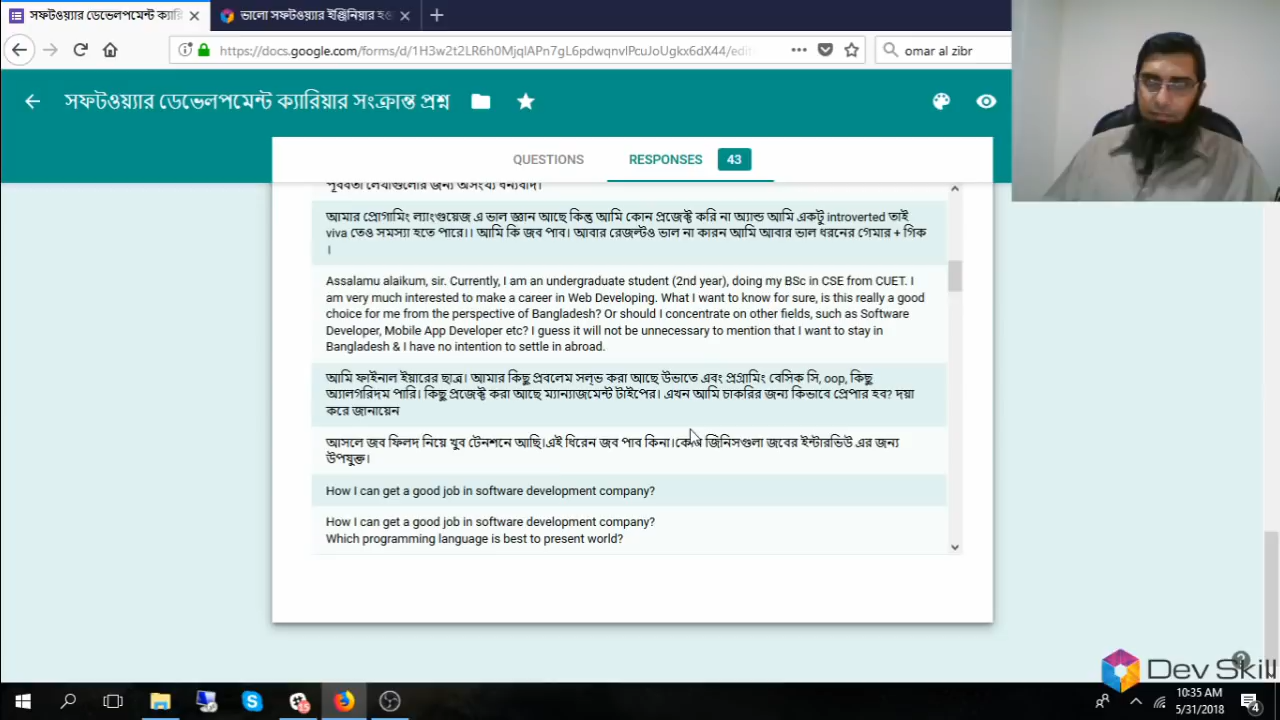 সফটওয়্যার ডেভেলপমেন্ট ক্যারি
ভালো সফটওয়্যার ইঞ্জিনিয়ার হও
https://docs.google.com/forms/d/1H3w2t2LR6h0MjqlAPn7gL6pdwqnvlPcuJoUgkx6dX44/edit
omar al zibr
সফটওয়্যার ডেভেলপমেন্ট ক্যারিয়ার সংক্রান্ত প্রশ্ন
QUESTIONS
RESPONSES 43
পূর্ববর্তী লেখাগুলোর জন্য অসংখ্য ধন্যবাদ।
আমার প্রোগামিং ল্যাংগুয়েজ এ ভাল জ্ঞান আছে কিন্তু আমি কোন প্রজেক্ট করি না অ্যান্ড আমি একটু introverted তাই
viva তেও সমস্যা হতে পারে।। আমি কি জব পাব। আবার রেজল্টও ভাল না কারন আমি আবার ভাল ধরনের গেমার + গিক
।
Assalamu alaikum, sir. Currently, I am an undergraduate student (2nd year), doing my BSc in CSE from CUET. I
am very much interested to make a career in Web Developing. What I want to know for sure, is this really a good
choice for me from the perspective of Bangladesh? Or should I concentrate on other fields, such as Software
Developer, Mobile App Developer etc? I guess it will not be unnecessary to mention that I want to stay in
Bangladesh & I have no intention to settle in abroad.
আমি ফাইনাল ইয়ারের ছাত্র। আমার কিছু প্রবলেম সল্ভ করা আছে উভাতে এবং প্রগ্রামিং বেসিক সি, oop, কিছু
অ্যালগরিদম পারি। কিছু প্রজেক্ট করা আছে ম্যান্যাজমেন্ট টাইপের। এখন আমি চাকরির জন্য কিভাবে প্রেপার হব? দয়া
করে জানায়েন
আসলে জব ফিলদ নিয়ে খুব টেনশনে আছি।এই ধিরেন জব পাব কিনা। জিনিসগুলা জবের ইন্টারভিউ এর জন্য
উপযুক্ত।
How I can get a good job in software development company?
How I can get a good job in software development company?
Which programming language is best to present world?
Dev Skill
10:35 AM
5/31/2018
4